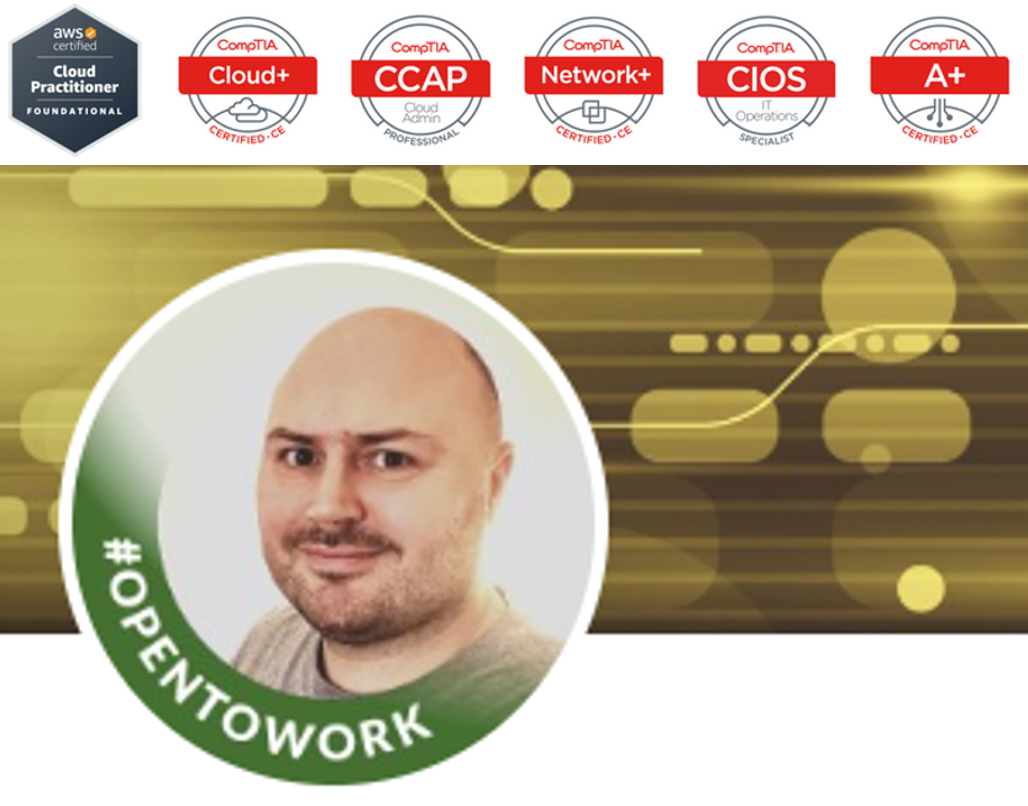 aws
certified
Cloud
Practitioner
FOUNDATIONAL
CompTIA.
Cloud+
CERTIFIED • CE
CompTIA.
CCAP
Cloud
Admin
PROFESSIONAL
CompTIA.
Network+
CERTIFIED • CE
CompTIA.
CIOS
IT
Operations
SPECIALIST
CompTIA.
A+
CERTIFIED • CE
#OPENTOWORK